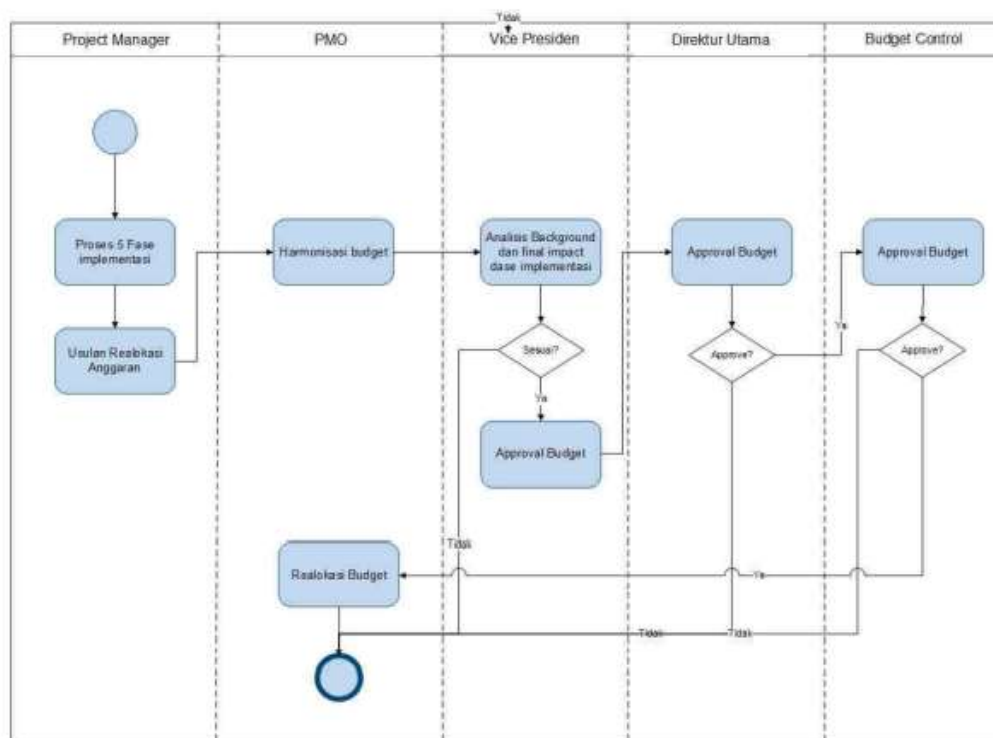 Tidak
Project Manager
PMO
Vice Presiden
Direktur Utama
Budget Control
Proses 5 Fase
implementasi
Harmonisasi budget
Analisis Background
dan final impact
dase implementasi
Approval Budget
Approval Budget
Usulan Realokasi
Anggaran
Sesuai?
Approve?
Ya
Approve?
Ya
Approval Budget
Tidak
Realokasi Budget
Ya
Tidak
Tidak